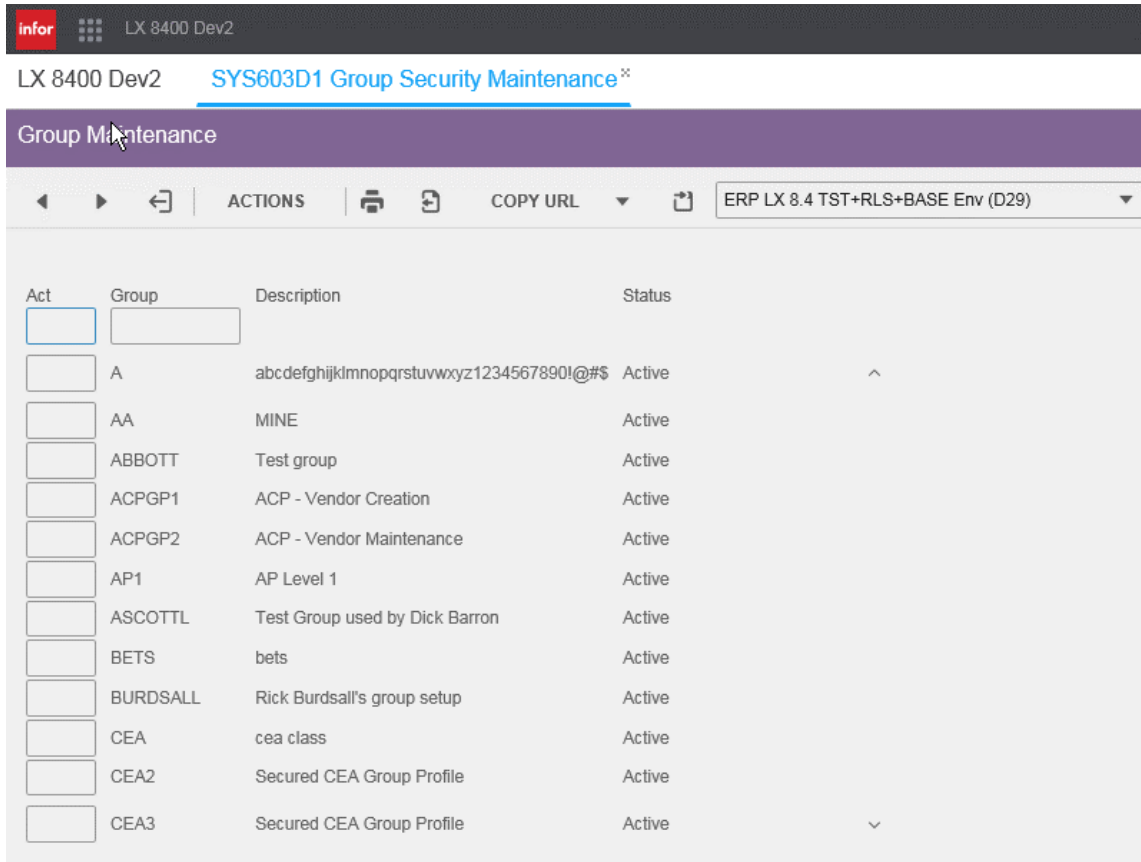 infor LX 8400 Dev2
LX 8400 Dev2 SYS603D1 Group Security Maintenance x
Group Maintenance
ACTIONS COPY URL ERP LX 8.4 TST+RLS+BASE Env (D29)
Act Group Description Status
A abcdefghijklmnopqrstuvwxyz1234567890!@#$ Active
AA MINE Active
ABBOTT Test group Active
ACPGP1 ACP - Vendor Creation Active
ACPGP2 ACP - Vendor Maintenance Active
AP1 AP Level 1 Active
ASCOTTL Test Group used by Dick Barron Active
BETS bets Active
BURDSALL Rick Burdsall's group setup Active
CEA cea class Active
CEA2 Secured CEA Group Profile Active
CEA3 Secured CEA Group Profile Active